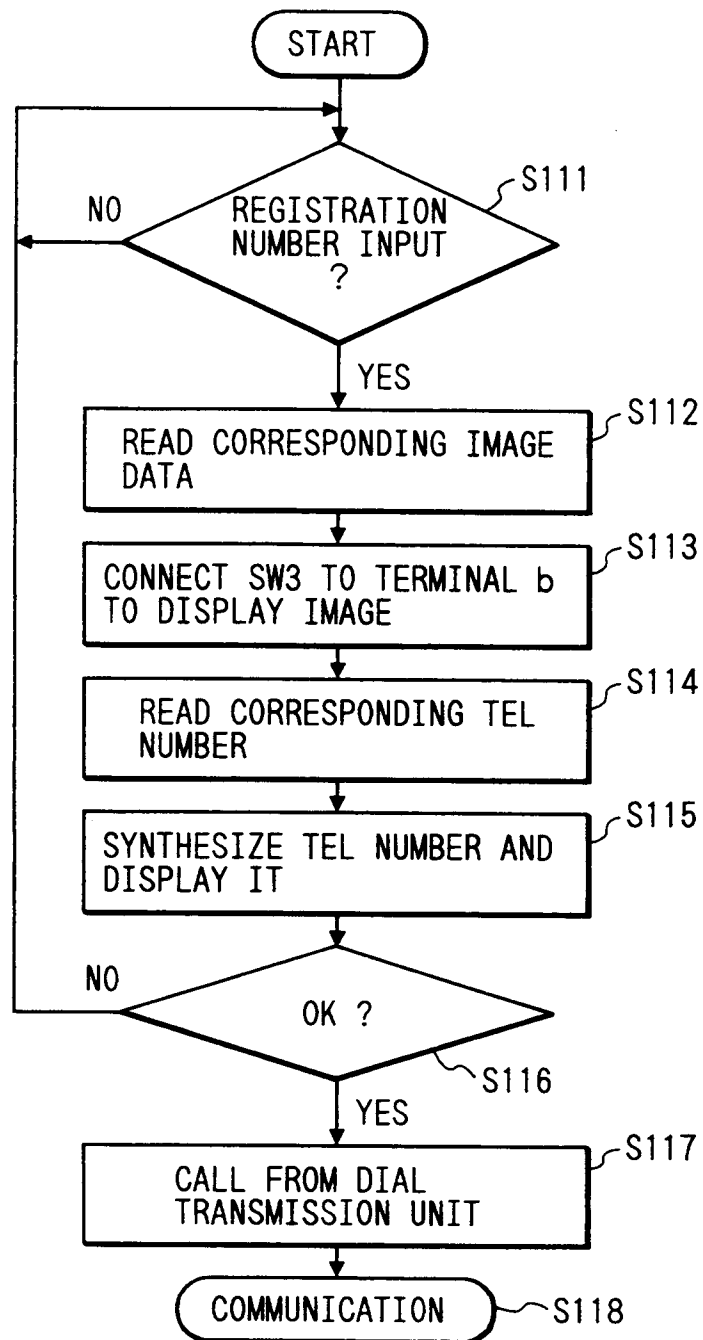 START
S111
NO
REGISTRATION
NUMBER INPUT
?
YES
S112
READ CORRESPONDING IMAGE
DATA
S113
CONNECT SW3 TO TERMINAL b
TO DISPLAY IMAGE
S114
READ CORRESPONDING TEL
NUMBER
S115
SYNTHESIZE TEL NUMBER AND
DISPLAY IT
NO
OK ?
S116
YES
S117
CALL FROM DIAL
TRANSMISSION UNIT
COMMUNICATION
S118